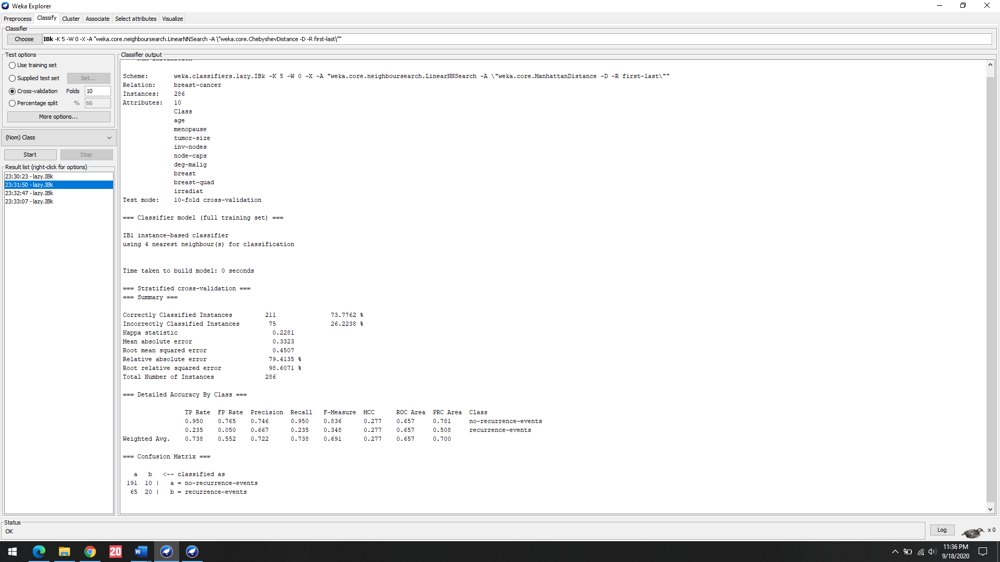 Weka Explorer
Preprocess Classify Cluster Associate Select attributes Visualize
Classifier
Choose IBk -K 5 -W 0 -X -A "weka.core.neighboursearch.LinearNNSearch -A \"weka.core.ChebyshevDistance -D -R first-last\""
Test options
Use training set
Supplied test set Set...
Cross-validation Folds 10
Percentage split % 66
More options...
(Nom) Class
Start Stop
Result list (right-click for options)
23:30:23 - lazy.IBk
23:31:50 - lazy.IBk
23:32:47 - lazy.IBk
23:33:07 - lazy.IBk
Classifier output
Scheme: weka.classifiers.lazy.IBk -K 5 -W 0 -X -A "weka.core.neighboursearch.LinearNNSearch -A \"weka.core.ManhattanDistance -D -R first-last\""
Relation: breast-cancer
Instances: 286
Attributes: 10
Class
age
menopause
tumor-size
inv-nodes
node-caps
deg-malig
breast
breast-quad
irradiat
Test mode: 10-fold cross-validation
=== Classifier model (full training set) ===
IB1 instance-based classifier
using 4 nearest neighbour(s) for classification
Time taken to build model: 0 seconds
=== Stratified cross-validation ===
=== Summary ===
Correctly Classified Instances 211 73.7762 %
Incorrectly Classified Instances 75 26.2238 %
Kappa statistic 0.2281
Mean absolute error 0.3323
Root mean squared error 0.4507
Relative absolute error 79.4135 %
Root relative squared error 98.6071 %
Total Number of Instances 286
=== Detailed Accuracy By Class ===
TP Rate FP Rate Precision Recall F-Measure MCC ROC Area PRC Area Class
0.950 0.765 0.746 0.950 0.836 0.277 0.657 0.781 no-recurrence-events
0.235 0.050 0.667 0.235 0.348 0.277 0.657 0.508 recurrence-events
Weighted Avg. 0.738 0.552 0.722 0.738 0.691 0.277 0.657 0.700
=== Confusion Matrix ===
a b <-- classified as
191 10 | a = no-recurrence-events
65 20 | b = recurrence-events
Status
OK
Log
x 0
20
W
11:36 PM
9/18/2020